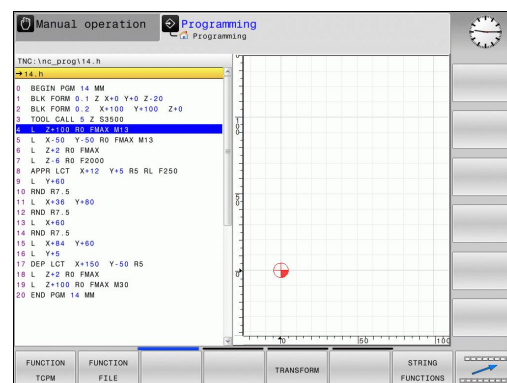 Manual operation
Programming
Programming
TNC:\nc_prog\14.h
→14.h
0 BEGIN PGM 14 MM
1 BLK FORM 0.1 Z X+0 Y+0 Z-20
2 BLK FORM 0.2 X+100 Y+100 Z+0
3 TOOL CALL 5 Z S3500
4 L Z+100 R0 FMAX M13
5 L X-50 Y-50 R0 FMAX M13
6 L Z+2 R0 FMAX
7 L Z-6 R0 F2000
8 APPR LCT X+12 Y+5 R5 RL F250
9 L Y+60
10 RND R7.5
11 L X+36 Y+80
12 RND R7.5
13 L X+60
14 RND R7.5
15 L X+84 Y+60
16 L Y+5
17 DEP LCT X+150 Y-50 R5
18 L Z+2 R0 FMAX
19 L Z+100 R0 FMAX M30
20 END PGM 14 MM
50
0
0
50
100
FUNCTION TCPM
FUNCTION FILE
TRANSFORM
STRING FUNCTIONS